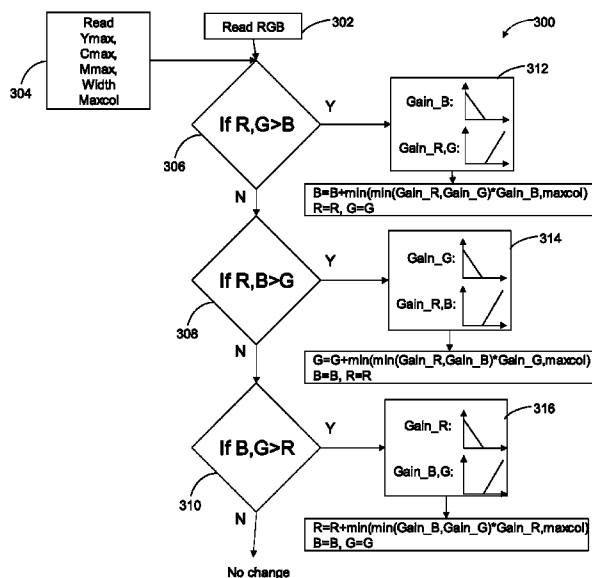 Read
Ymax,
Cmax,
Mmax,
Width
Maxcol
304
Read RGB
302
300
If R,G>B
306
Y
N
312
Gain_B:
Gain_R,G:
B=B+min(min(Gain_R,Gain_G)*Gain_B,maxcol)
R=R, G=G
If R,B>G
308
Y
N
314
Gain_G:
Gain_R,B:
G=G+min(min(Gain_R,Gain_B)*Gain_G,maxcol)
B=B, R=R
If B,G>R
310
Y
N
316
Gain_R:
Gain_B,G:
R=R+min(min(Gain_B,Gain_G)*Gain_R,maxcol)
B=B, G=G
No change